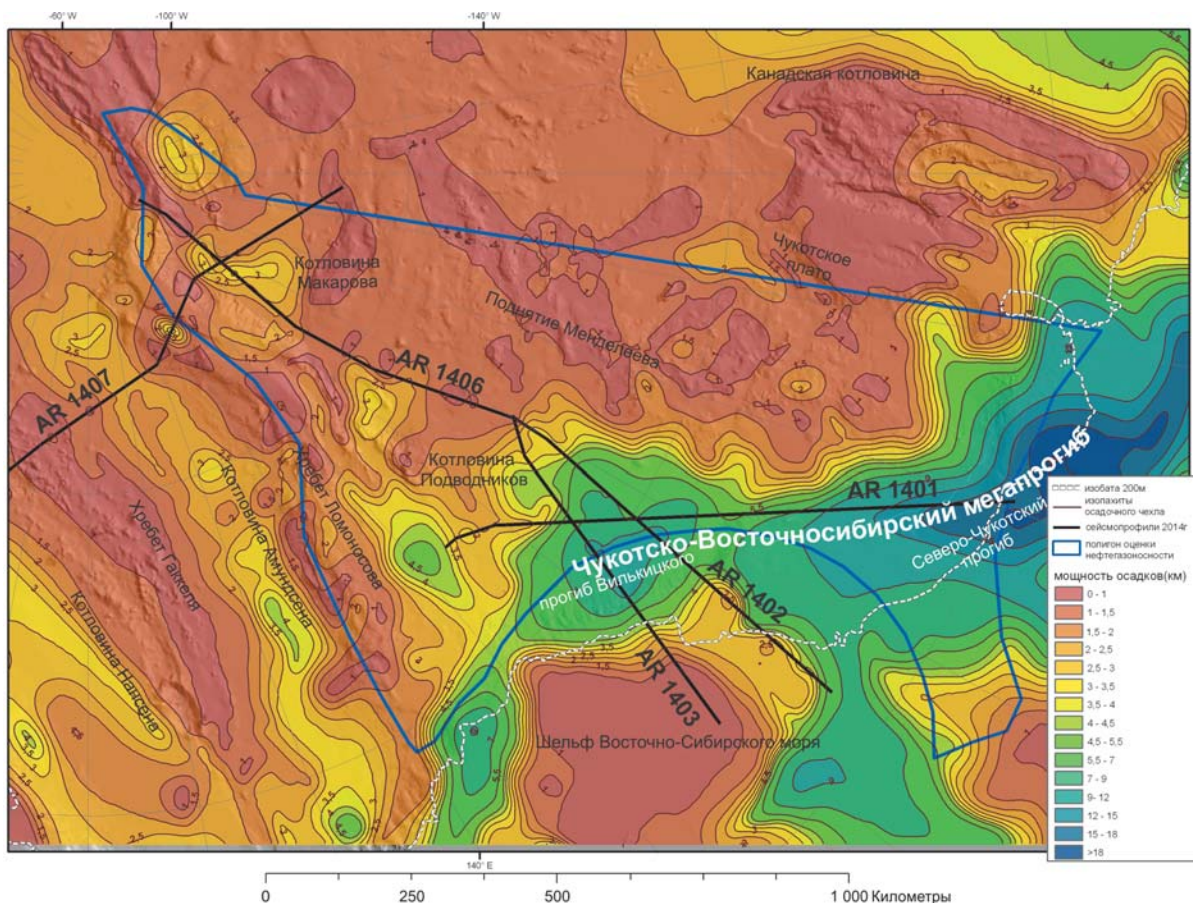 -60° W
-100° W
-140° W
Канадская котловина
Котловина
Макарова
Чукотское
плато
Поднятие Менделеева
AR 1407
AR 1406
Котловина
Подводников
AR 1401
Хребет Гаккеля
Котловина Амундсена
Хребет Ломоносова
Котловина Нансена
Чукотско-Восточносибирский мегапрогиб
прогиб Вилькицкого
Северо-Чукотский
прогиб
AR 1402
AR 1403
Шельф Восточно-Сибирского моря
изобата 200м
изопахиты
осадочного чехла
сейсмопрофили 2014г
полигон оценки
нефтегазоносности
мощность осадков(км)
0 - 1
1 - 1,5
1,5 - 2
2 - 2,5
2,5 - 3
3 - 3,5
3,5 - 4
4 - 4,5
4,5 - 5,5
5,5 - 7
7 - 9
9- 12
12 - 15
15 - 18
>18
140° E
0 250 500 1 000 Километры